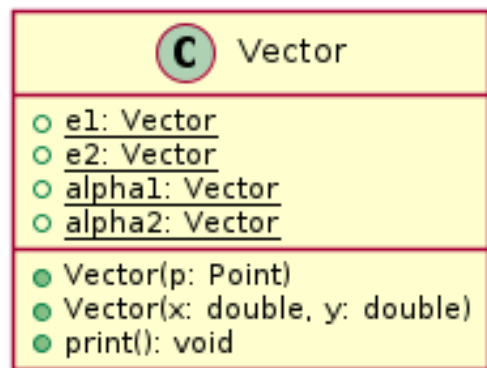 C Vector
e1: Vector
e2: Vector
alpha1: Vector
alpha2: Vector
Vector(p: Point)
Vector(x: double, y: double)
print(): void